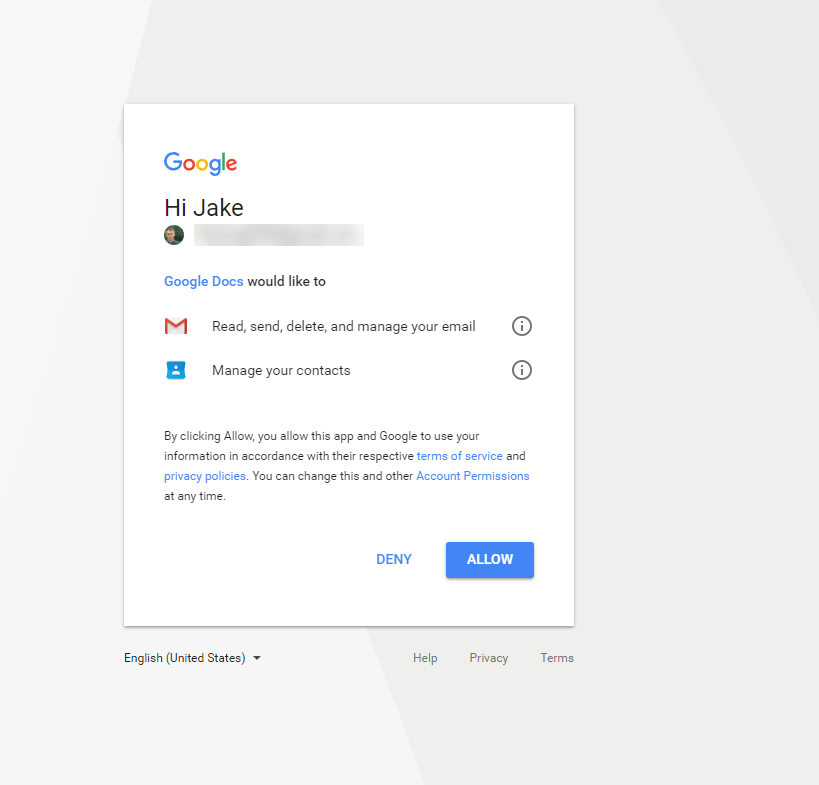 Google
Hi Jake
Google Docs would like to
Read, send, delete, and manage your email
Manage your contacts
By clicking Allow, you allow this app and Google to use your
information in accordance with their respective terms of service and
privacy policies. You can change this and other Account Permissions
at any time.
DENY ALLOW
English (United States) Help Privacy Terms